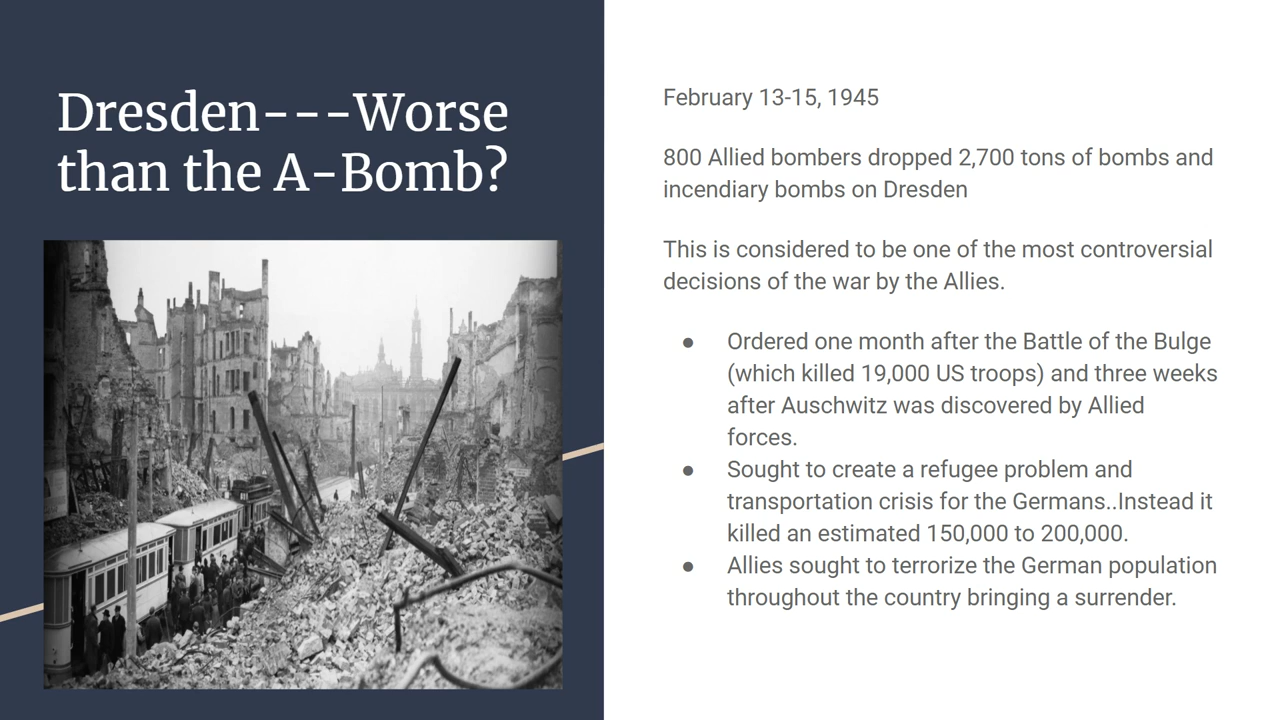 Dresden---Worse
than the A-Bomb?
February 13-15, 1945
800 Allied bombers dropped 2,700 tons of bombs and
incendiary bombs on Dresden
This is considered to be one of the most controversial
decisions of the war by the Allies.
● Ordered one month after the Battle of the Bulge
(which killed 19,000 US troops) and three weeks
after Auschwitz was discovered by Allied
forces.
● Sought to create a refugee problem and
transportation crisis for the Germans..Instead it
killed an estimated 150,000 to 200,000.
● Allies sought to terrorize the German population
throughout the country bringing a surrender.